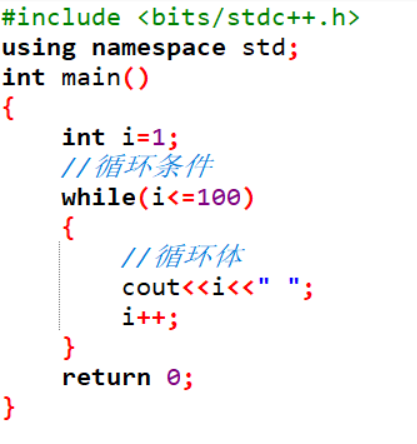 #include <bits/stdc++.h>
using namespace std;
int main()
{
    int i=1;
    //循环条件
    while(i<=100)
    {
        //循环体
        cout<<i<<" ";
        i++;
    }
    return 0;
}